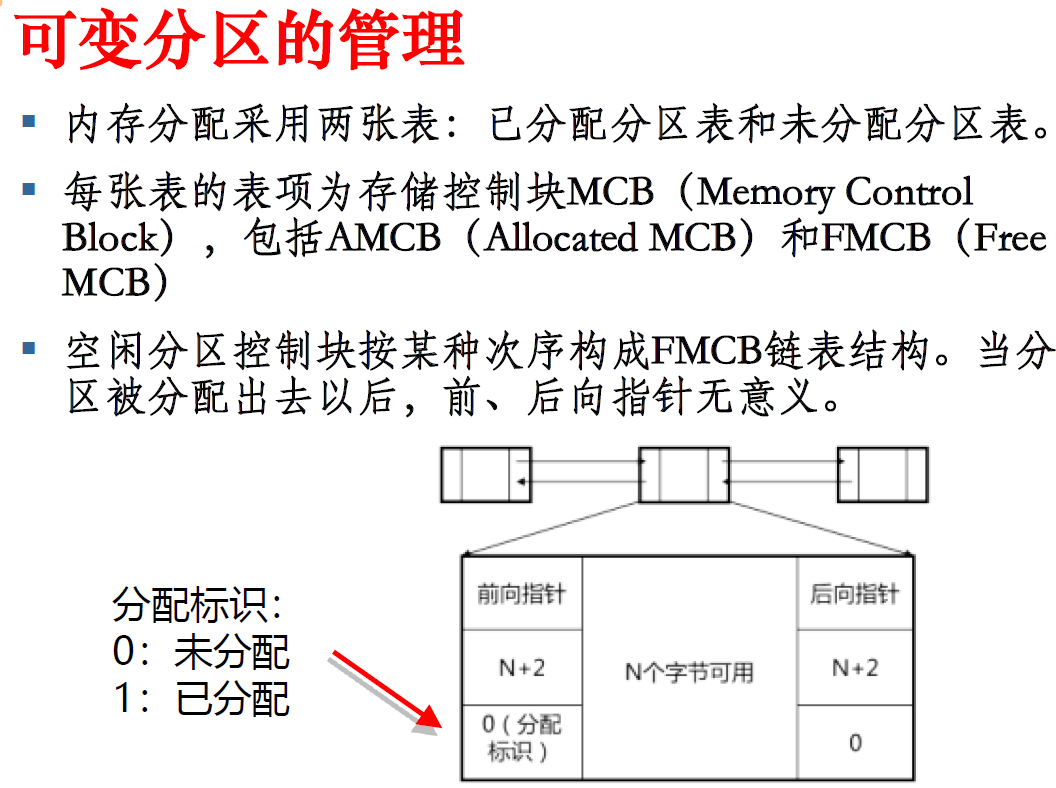 可变分区的管理
内存分配采用两张表：已分配分区表和未分配分区表。
每张表的表项为存储控制块MCB（Memory Control
Block），包括AMCB（Allocated MCB）和FMCB（Free
MCB）
空闲分区控制块按某种次序构成FMCB链表结构。当分
区被分配出去以后，前、后向指针无意义。
分配标识：
0：未分配
1：已分配
前向指针
N+2
0（分配
标识）
N个字节可用
后向指针
N+2
0